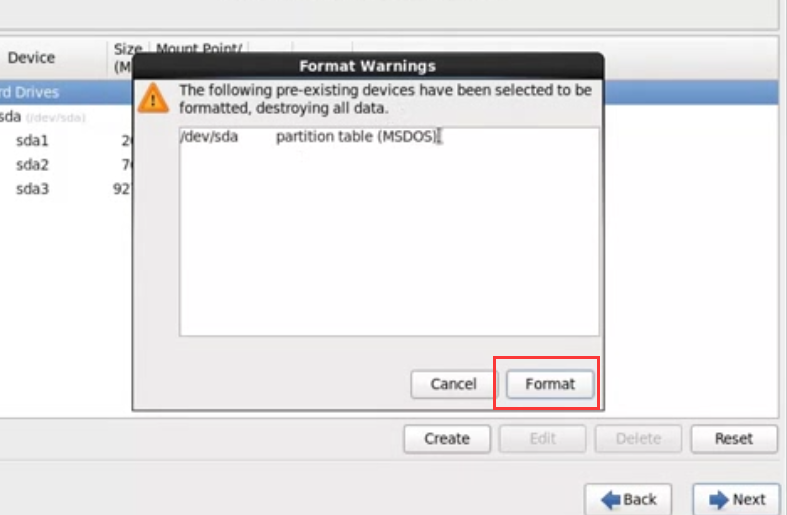 Device
Size
Mount Point/
(M
Format Warnings
rd Drives
The following pre-existing devices have been selected to be
formatted, destroying all data.
sda (/dev/sda)
/dev/sda partition table (MSDOS)
sda1
sda2
sda3
92
Cancel
Format
Create
Edit
Delete
Reset
Back
Next